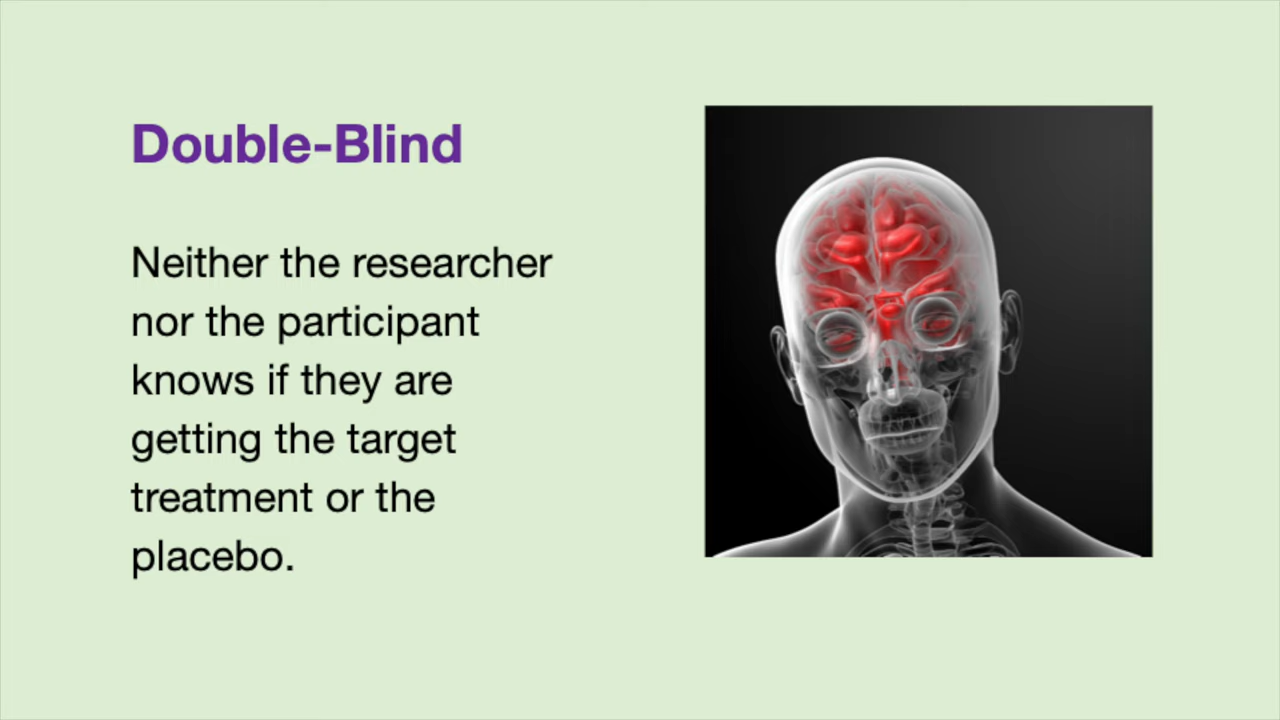 Double-Blind
Neither the researcher
nor the participant
knows if they are
getting the target
treatment or the
placebo.